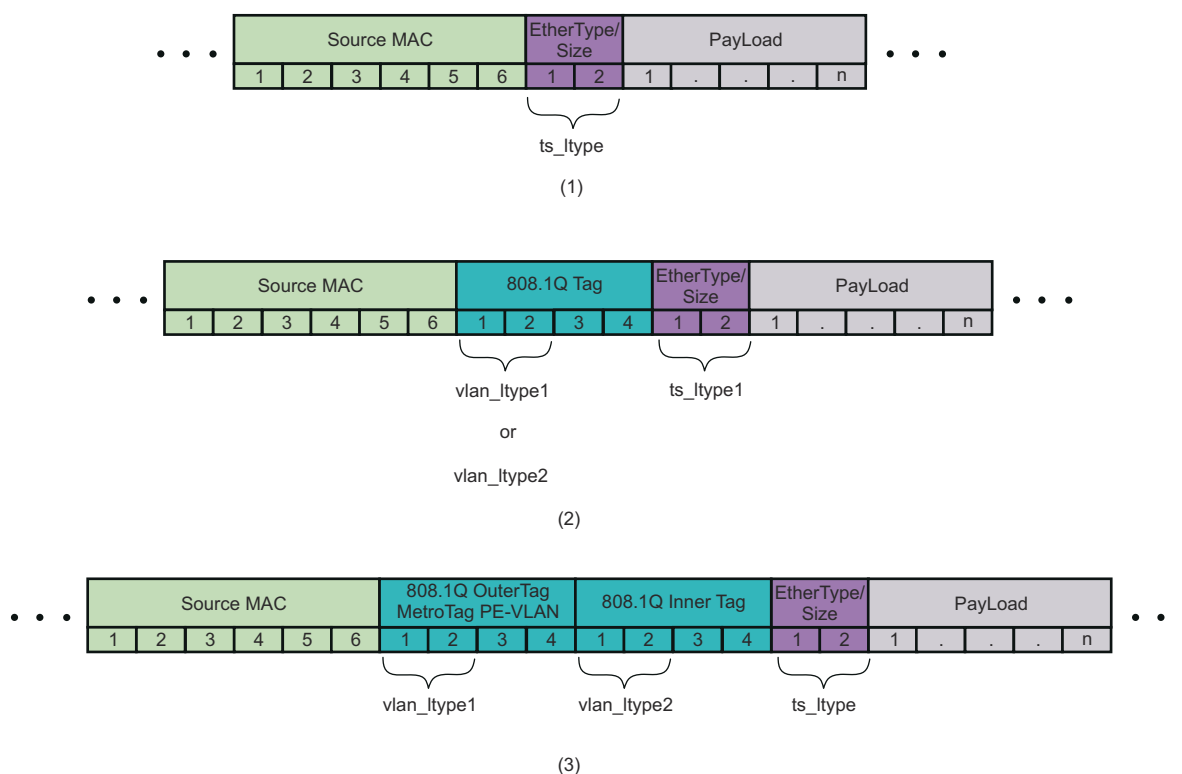 Source MAC EtherType/ Size PayLoad
1 2 3 4 5 6 1 2 1 . . . n
ts_ltype
(1)
Source MAC 808.1Q Tag EtherType/ Size PayLoad
1 2 3 4 5 6 1 2 3 4 1 2 1 . . . n
vlan_ltype1 ts_ltype1
or
vlan_ltype2
(2)
Source MAC 808.1Q OuterTag MetroTag PE-VLAN 808.1Q Inner Tag EtherType/ Size PayLoad
1 2 3 4 5 6 1 2 3 4 1 2 3 4 1 2 1 . . . n
vlan_ltype1 vlan_ltype2 ts_ltype
(3)